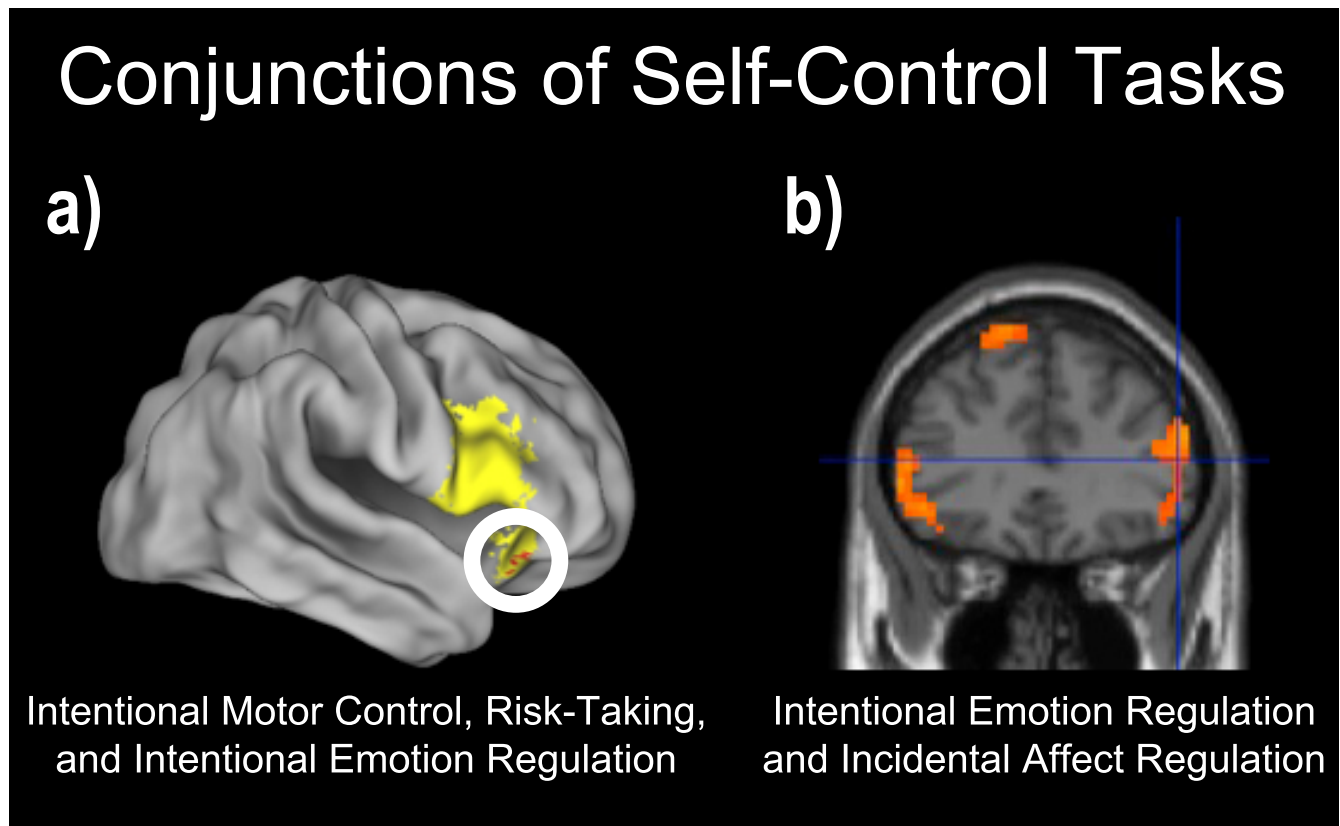 Conjunctions of Self-Control Tasks
a)
b)
Intentional Motor Control, Risk-Taking,
and Intentional Emotion Regulation
Intentional Emotion Regulation
and Incidental Affect Regulation